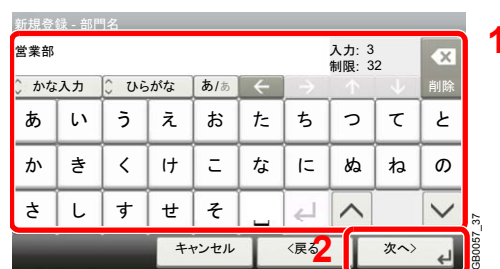 新規登録 - 部門名
1
営業部
入力: 3
制限: 32
かな入力 ひらがな あ/あ ← → ↑ ↓ 削除
あ い う え お た ち つ て と
か き く け こ な に ぬ ね の
さ し す せ そ
キャンセル <戻る 2 次へ>
GB0057_37